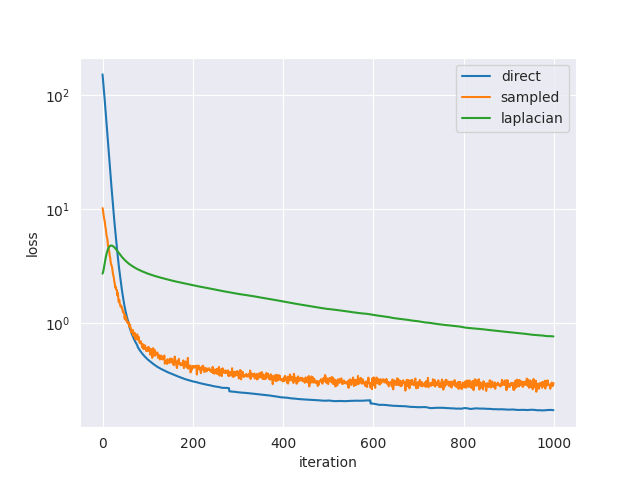 direct
sampled
laplacian
10²
10¹
10⁰
loss
0 200 400 600 800 1000
iteration